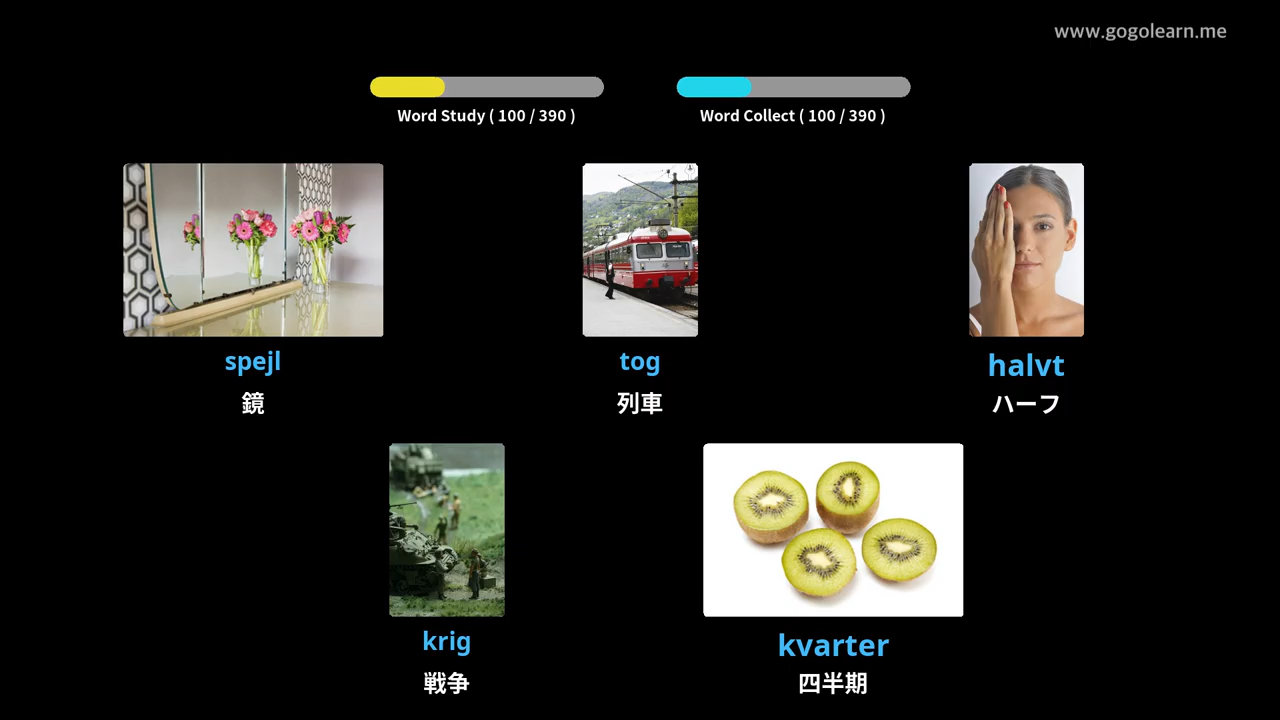 www.gogolearn.me
Word Study ( 100 / 390 )
Word Collect ( 100 / 390 )
spejl
鏡
tog
列車
halvt
ハーフ
krig
戦争
kvarter
四半期